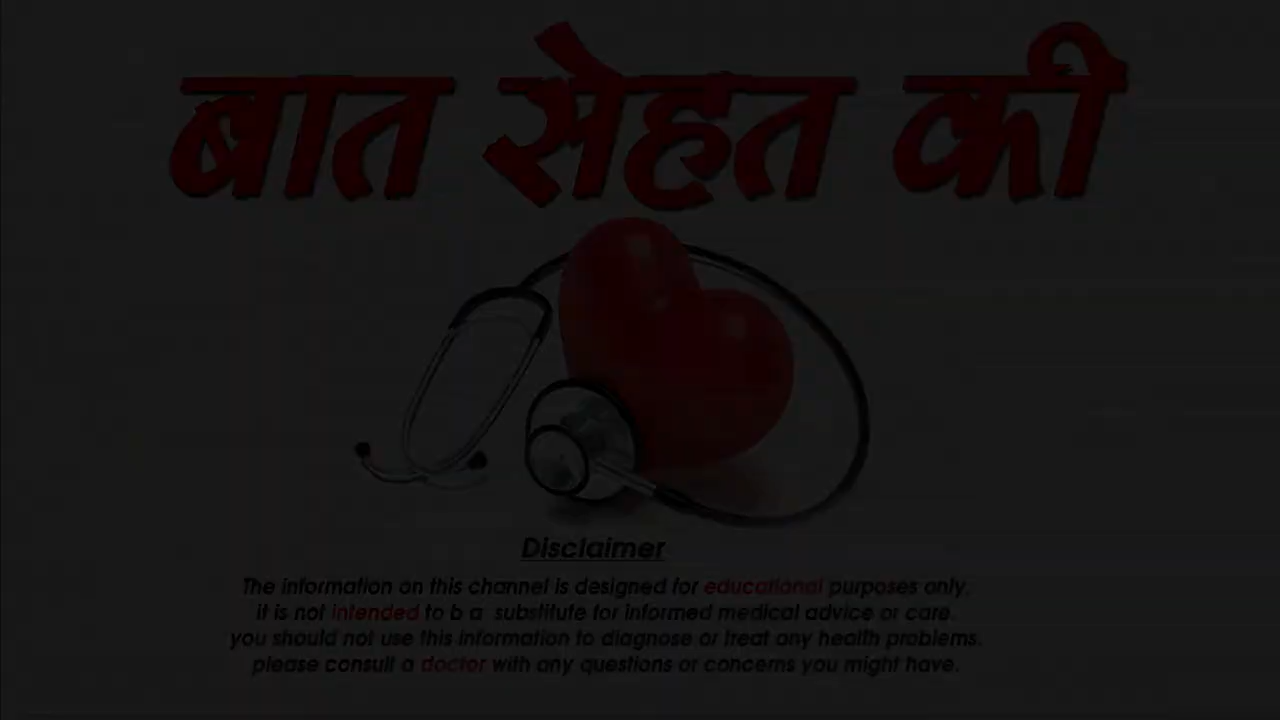 बात सेहत की
Disclaimer
The information on this channel is designed for educational purposes only.
it is not intended to b a substitute for informed medical advice or care.
you should not use this information to diagnose or treat any health problems.
please consult a doctor with any questions or concerns you might have.